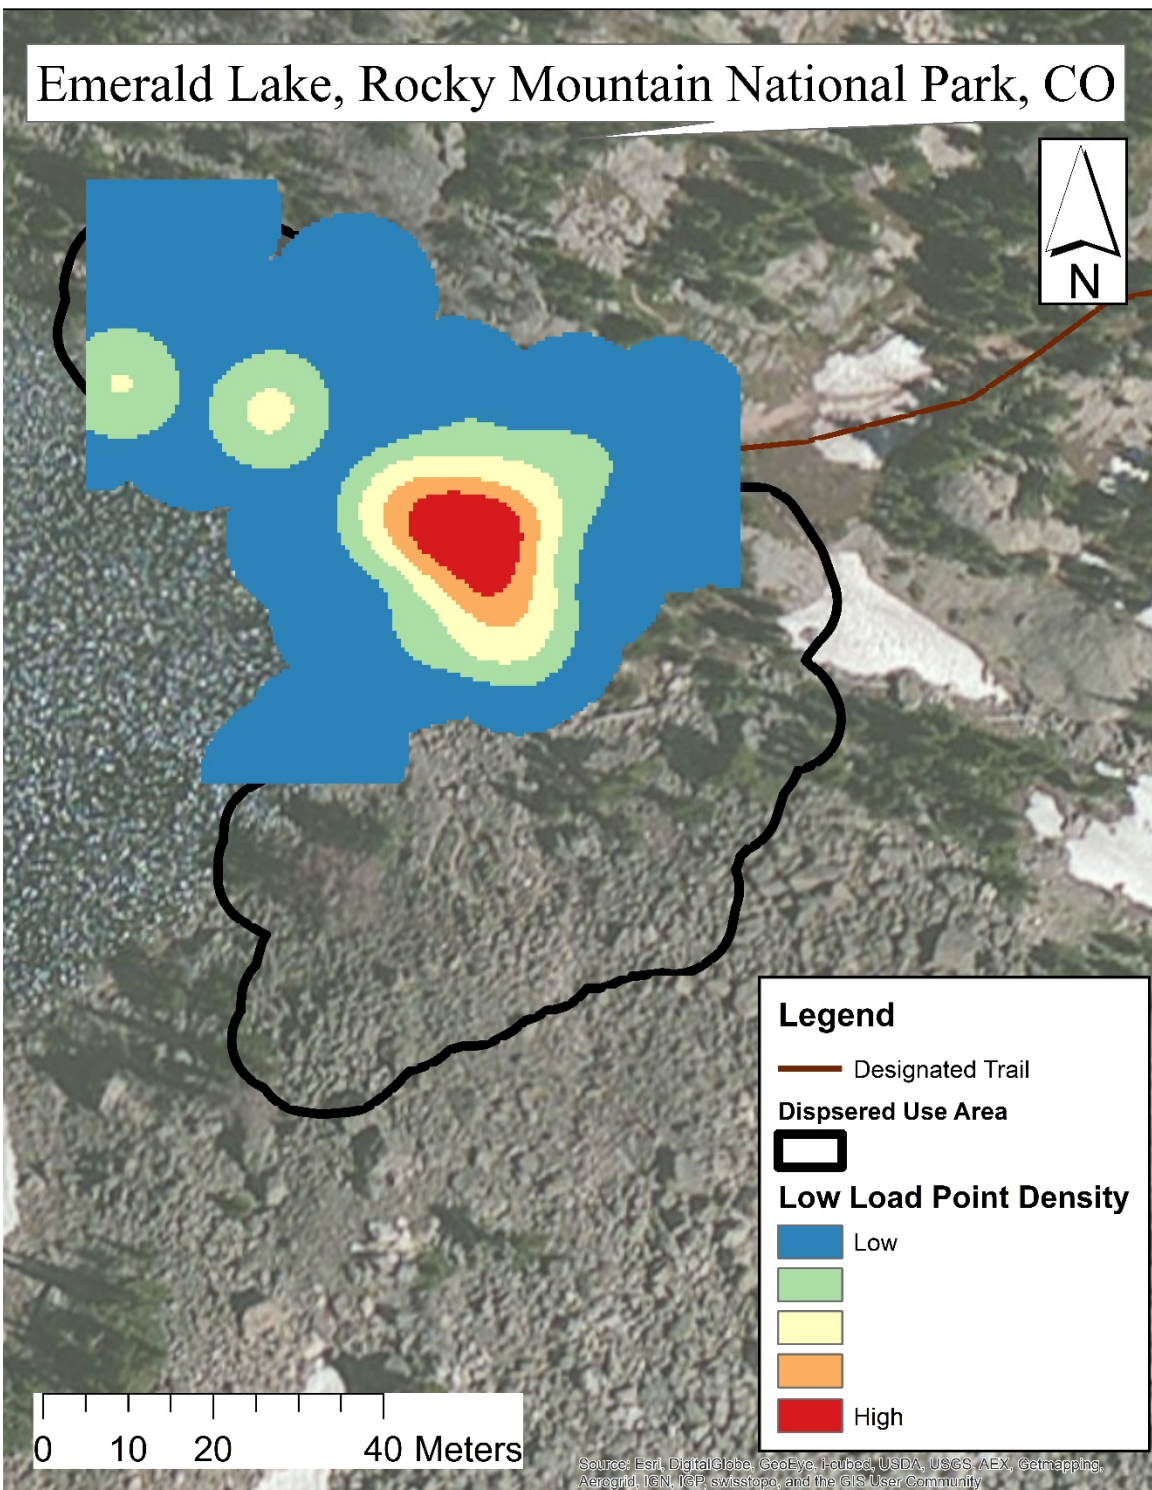 Emerald Lake, Rocky Mountain National Park, CO
N
Legend
Designated Trail
Dispsered Use Area
Low Load Point Density
Low
High
0 10 20 40 Meters
Source: Esri, DigitalGlobe, GeoEye, i-cubed, USDA, USGS, AEX, Getmapping,
Aerogrid, IGN, IGP, swisstopo, and the GIS User Community